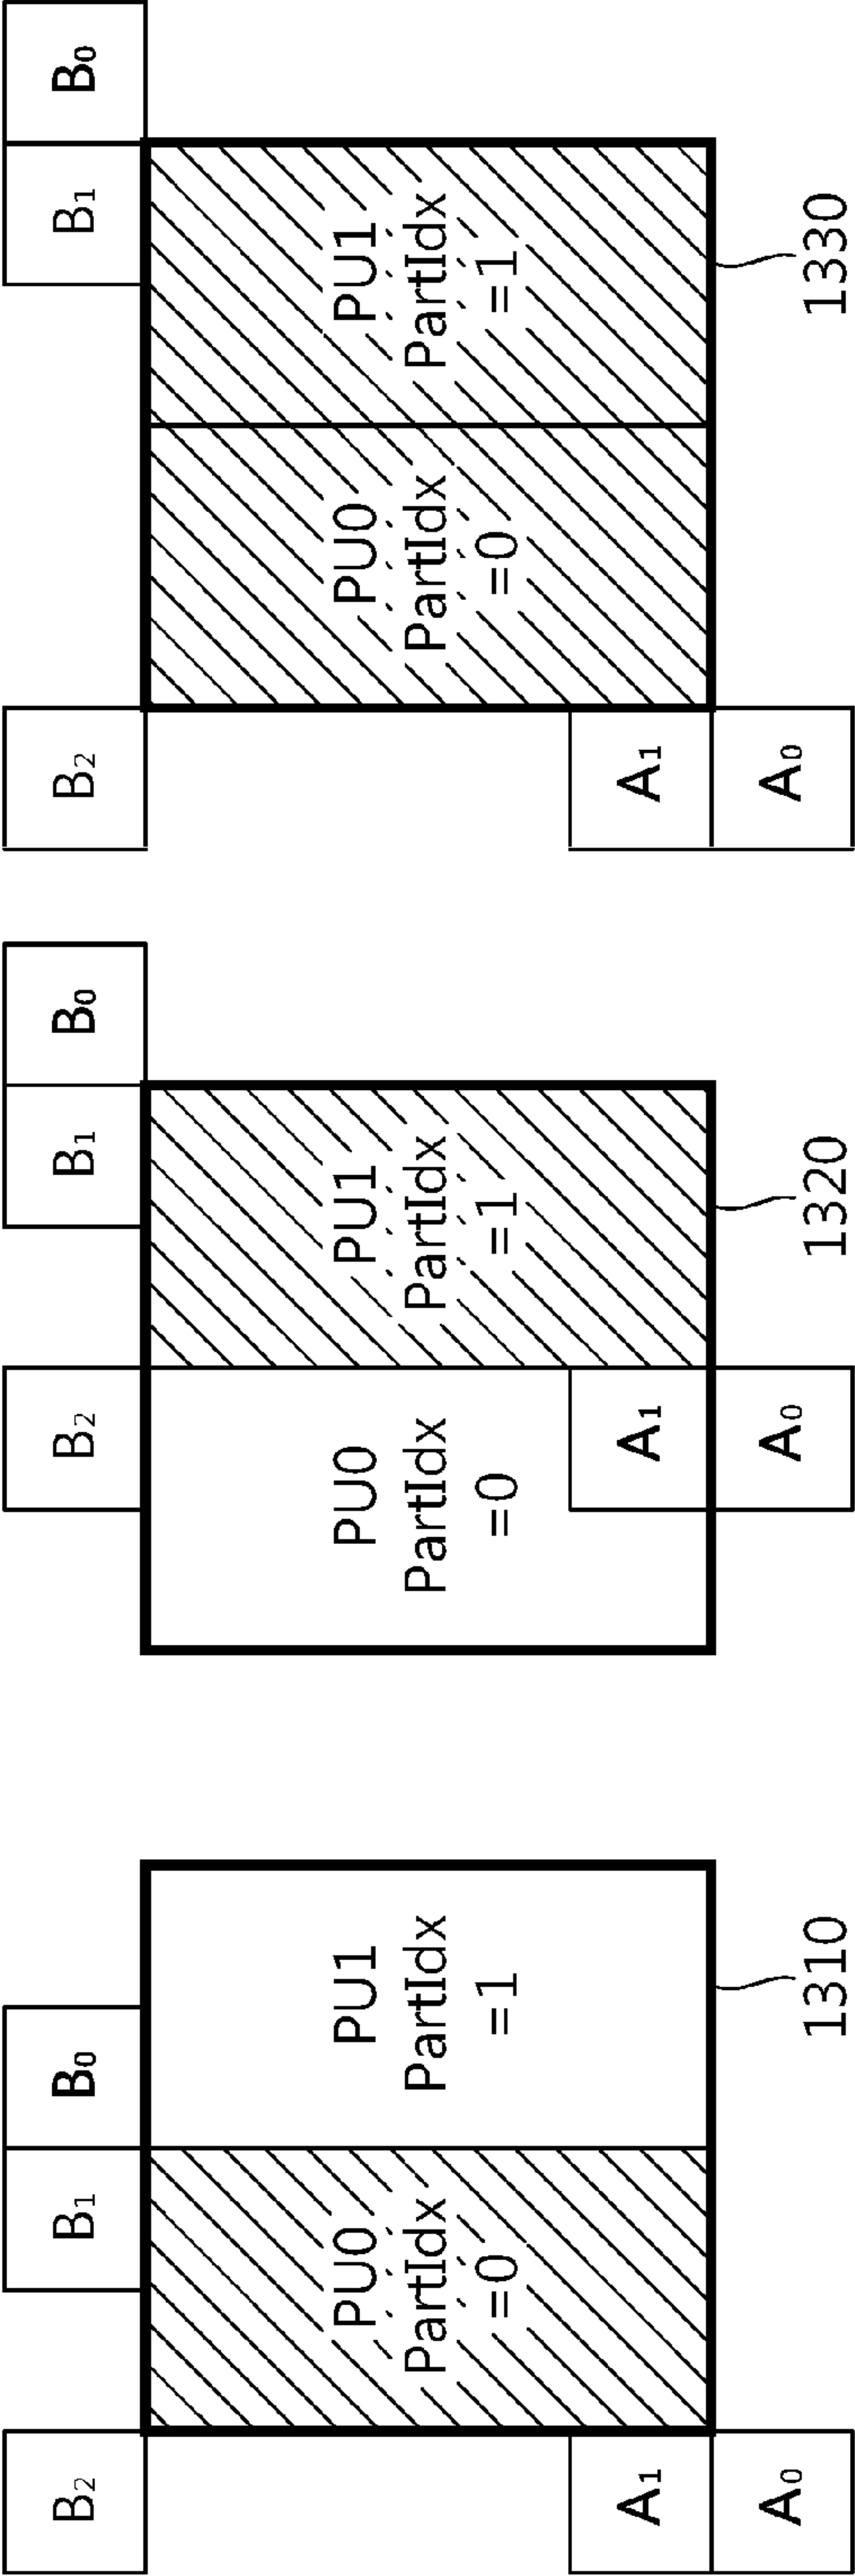 B2
B1
B0
PU0
PartIdx
=0
PU1
PartIdx
=1
A1
A0
1310
B2
B1
B0
PU0
PartIdx
=0
PU1
PartIdx
=1
A1
A0
1320
B2
B1
B0
PU0
PartIdx
=0
PU1
PartIdx
=1
A1
A0
1330